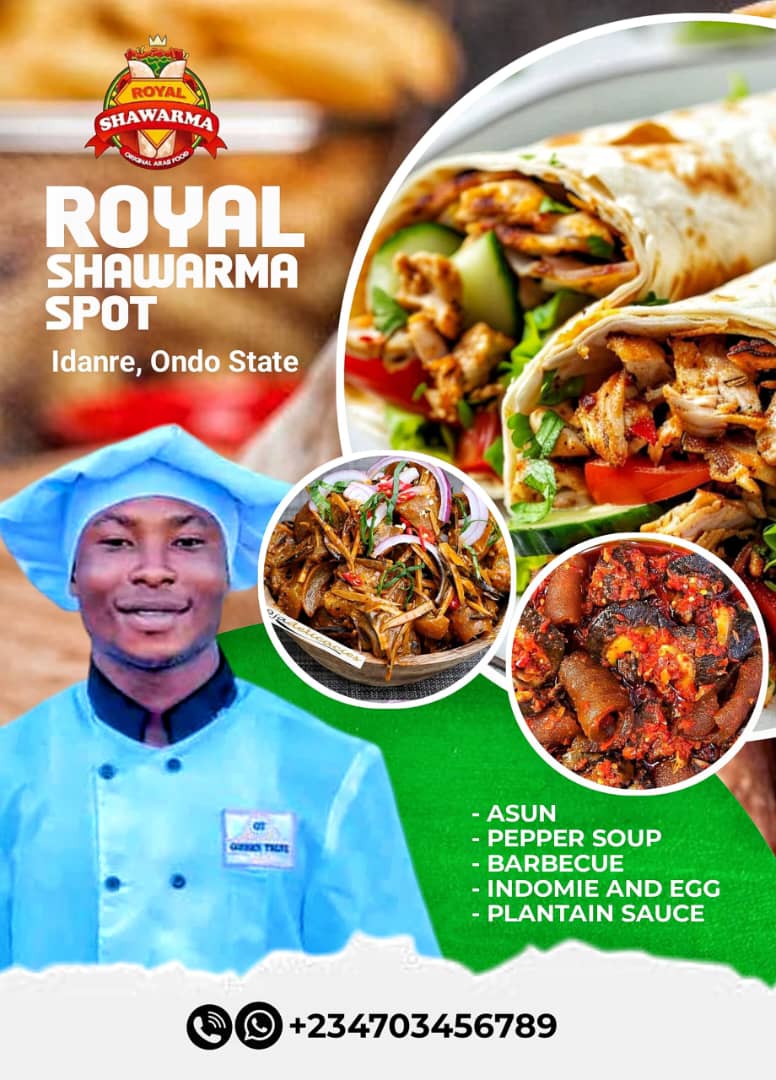 ROYAL
SHAWARMA
ORIGINAL ARAB FOOD
ROYAL
SHAWARMA
SPOT
Idanre, Ondo State
GT
- ASUN
- PEPPER SOUP
- BARBECUE
- INDOMIE AND EGG
- PLANTAIN SAUCE
+234703456789